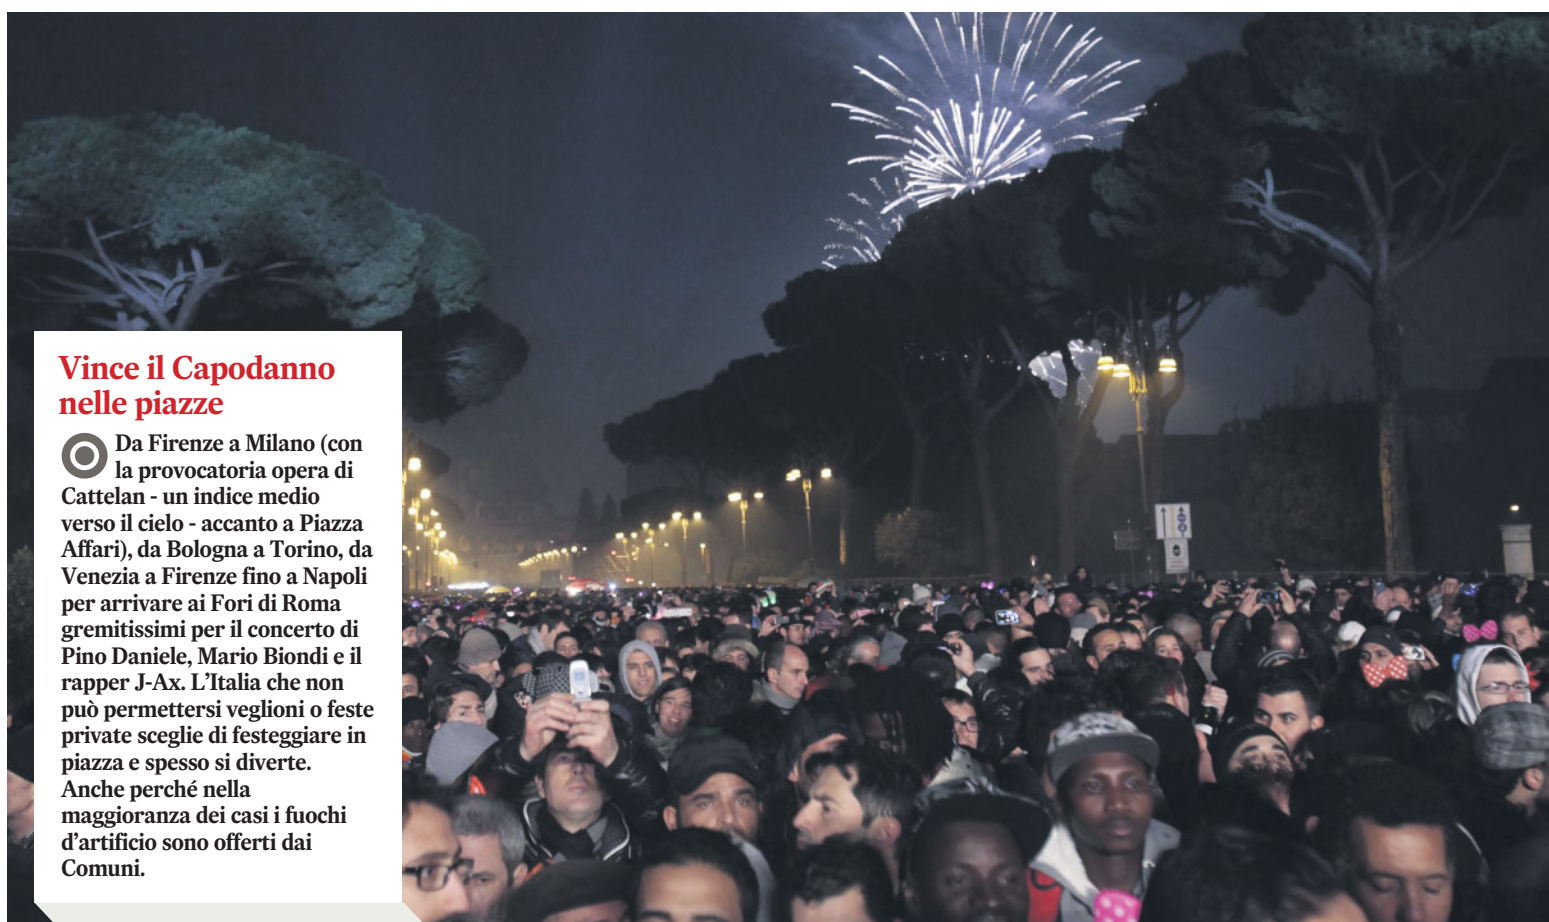 Vince il Capodanno
nelle piazze
Da Firenze a Milano (con
la provocatoria opera di
Cattelan - un indice medio
verso il cielo - accanto a Piazza
Affari), da Bologna a Torino, da
Venezia a Firenze fino a Napoli
per arrivare ai Fori di Roma
gremitissimi per il concerto di
Pino Daniele, Mario Biondi e il
rapper J-Ax. L’Italia che non
può permettersi veglioni o feste
private sceglie di festeggiare in
piazza e spesso si diverte.
Anche perché nella
maggioranza dei casi i fuochi
d’artificio sono offerti dai
Comuni.